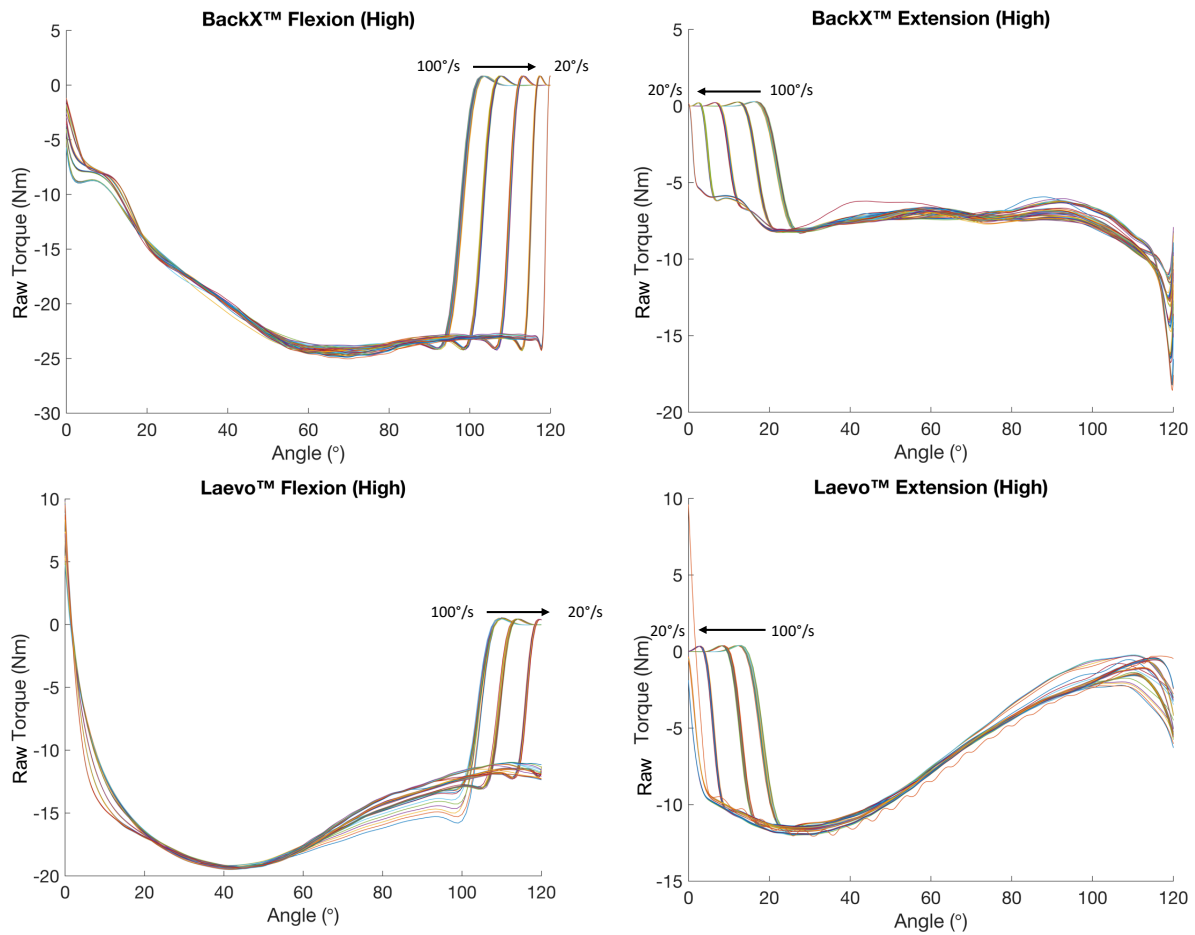 BackX™ Flexion (High)
5
0
-5
-10
-15
-20
-25
-30
Raw Torque (Nm)
100°/s
20°/s
0
20
40
60
80
100
120
Angle (°)
BackX™ Extension (High)
5
0
-5
-10
-15
-20
Raw Torque (Nm)
20°/s
100°/s
0
20
40
60
80
100
120
Angle (°)
Laevo™ Flexion (High)
10
5
0
-5
-10
-15
-20
Raw Torque (Nm)
100°/s
20°/s
0
20
40
60
80
100
120
Angle (°)
Laevo™ Extension (High)
10
5
0
-5
-10
-15
Raw Torque (Nm)
20°/s
100°/s
0
20
40
60
80
100
120
Angle (°)